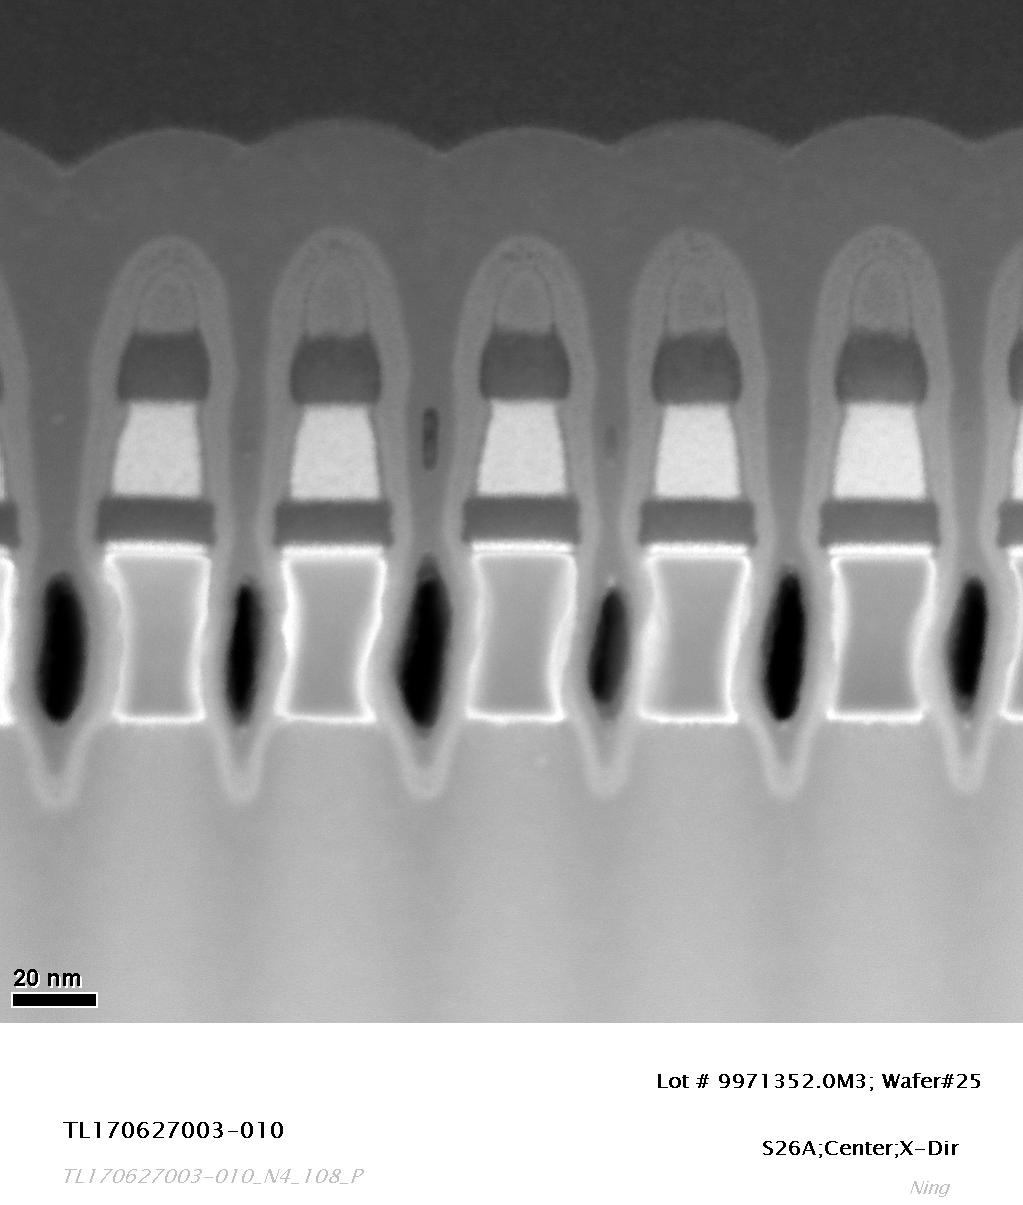 20 nm
Lot # 9971352.0M3; Wafer#25
TL170627003-010
S26A;Center;X-Dir
TL170627003-010_N4_108_P
Ning